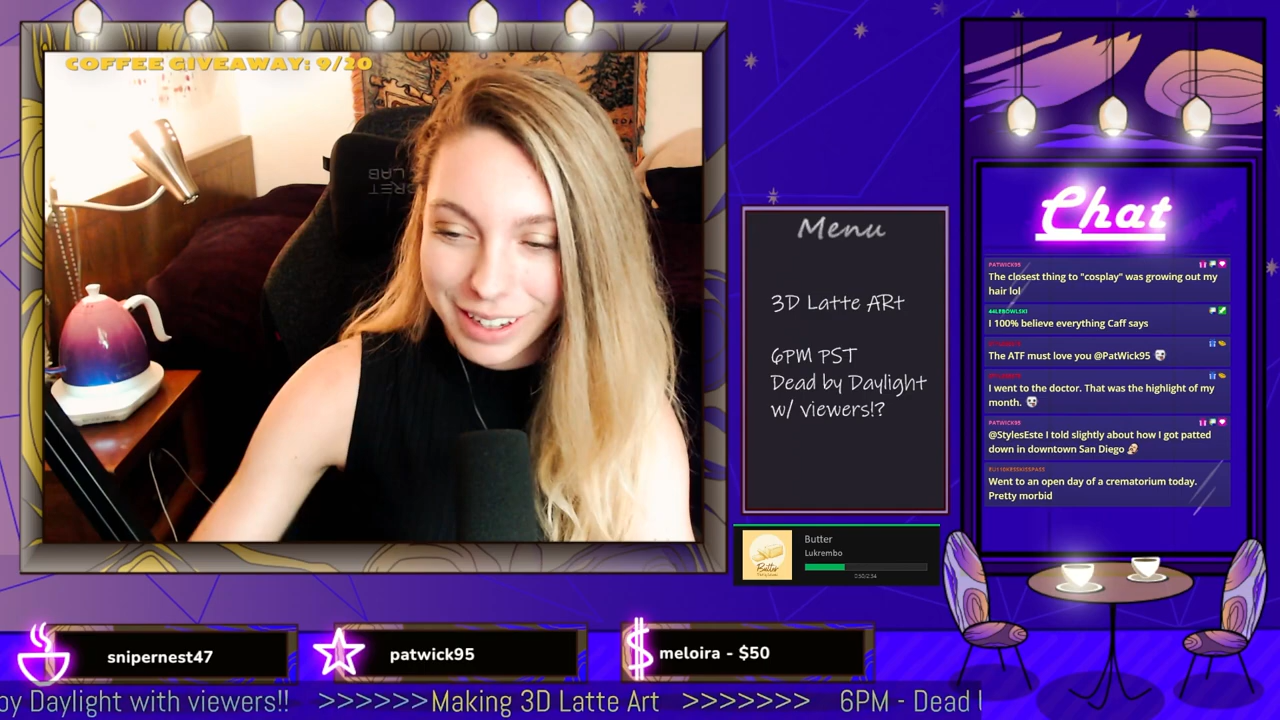 COFFEE GIVEAWAY: 9/20
Menu
3D Latte ARt
6PM PST
Dead by Daylight
w/ viewers!?
Butter
Lukrembo
Chat
PATWICK95
The closest thing to "cosplay" was growing out my
hair lol
44LEBOWLSKI
I 100% believe everything Caff says
The ATF must love you @PatWick95
I went to the doctor. That was the highlight of my
month.
PATWICK95
@StylesEste I told slightly about how I got patted
down in downtown San Diego
Went to an open day of a crematorium today.
Pretty morbid
snipernest47
patwick95
meloira - $50
by Daylight with viewers!! >>>>>>Making 3D Latte Art >>>>>>> 6PM - Dead